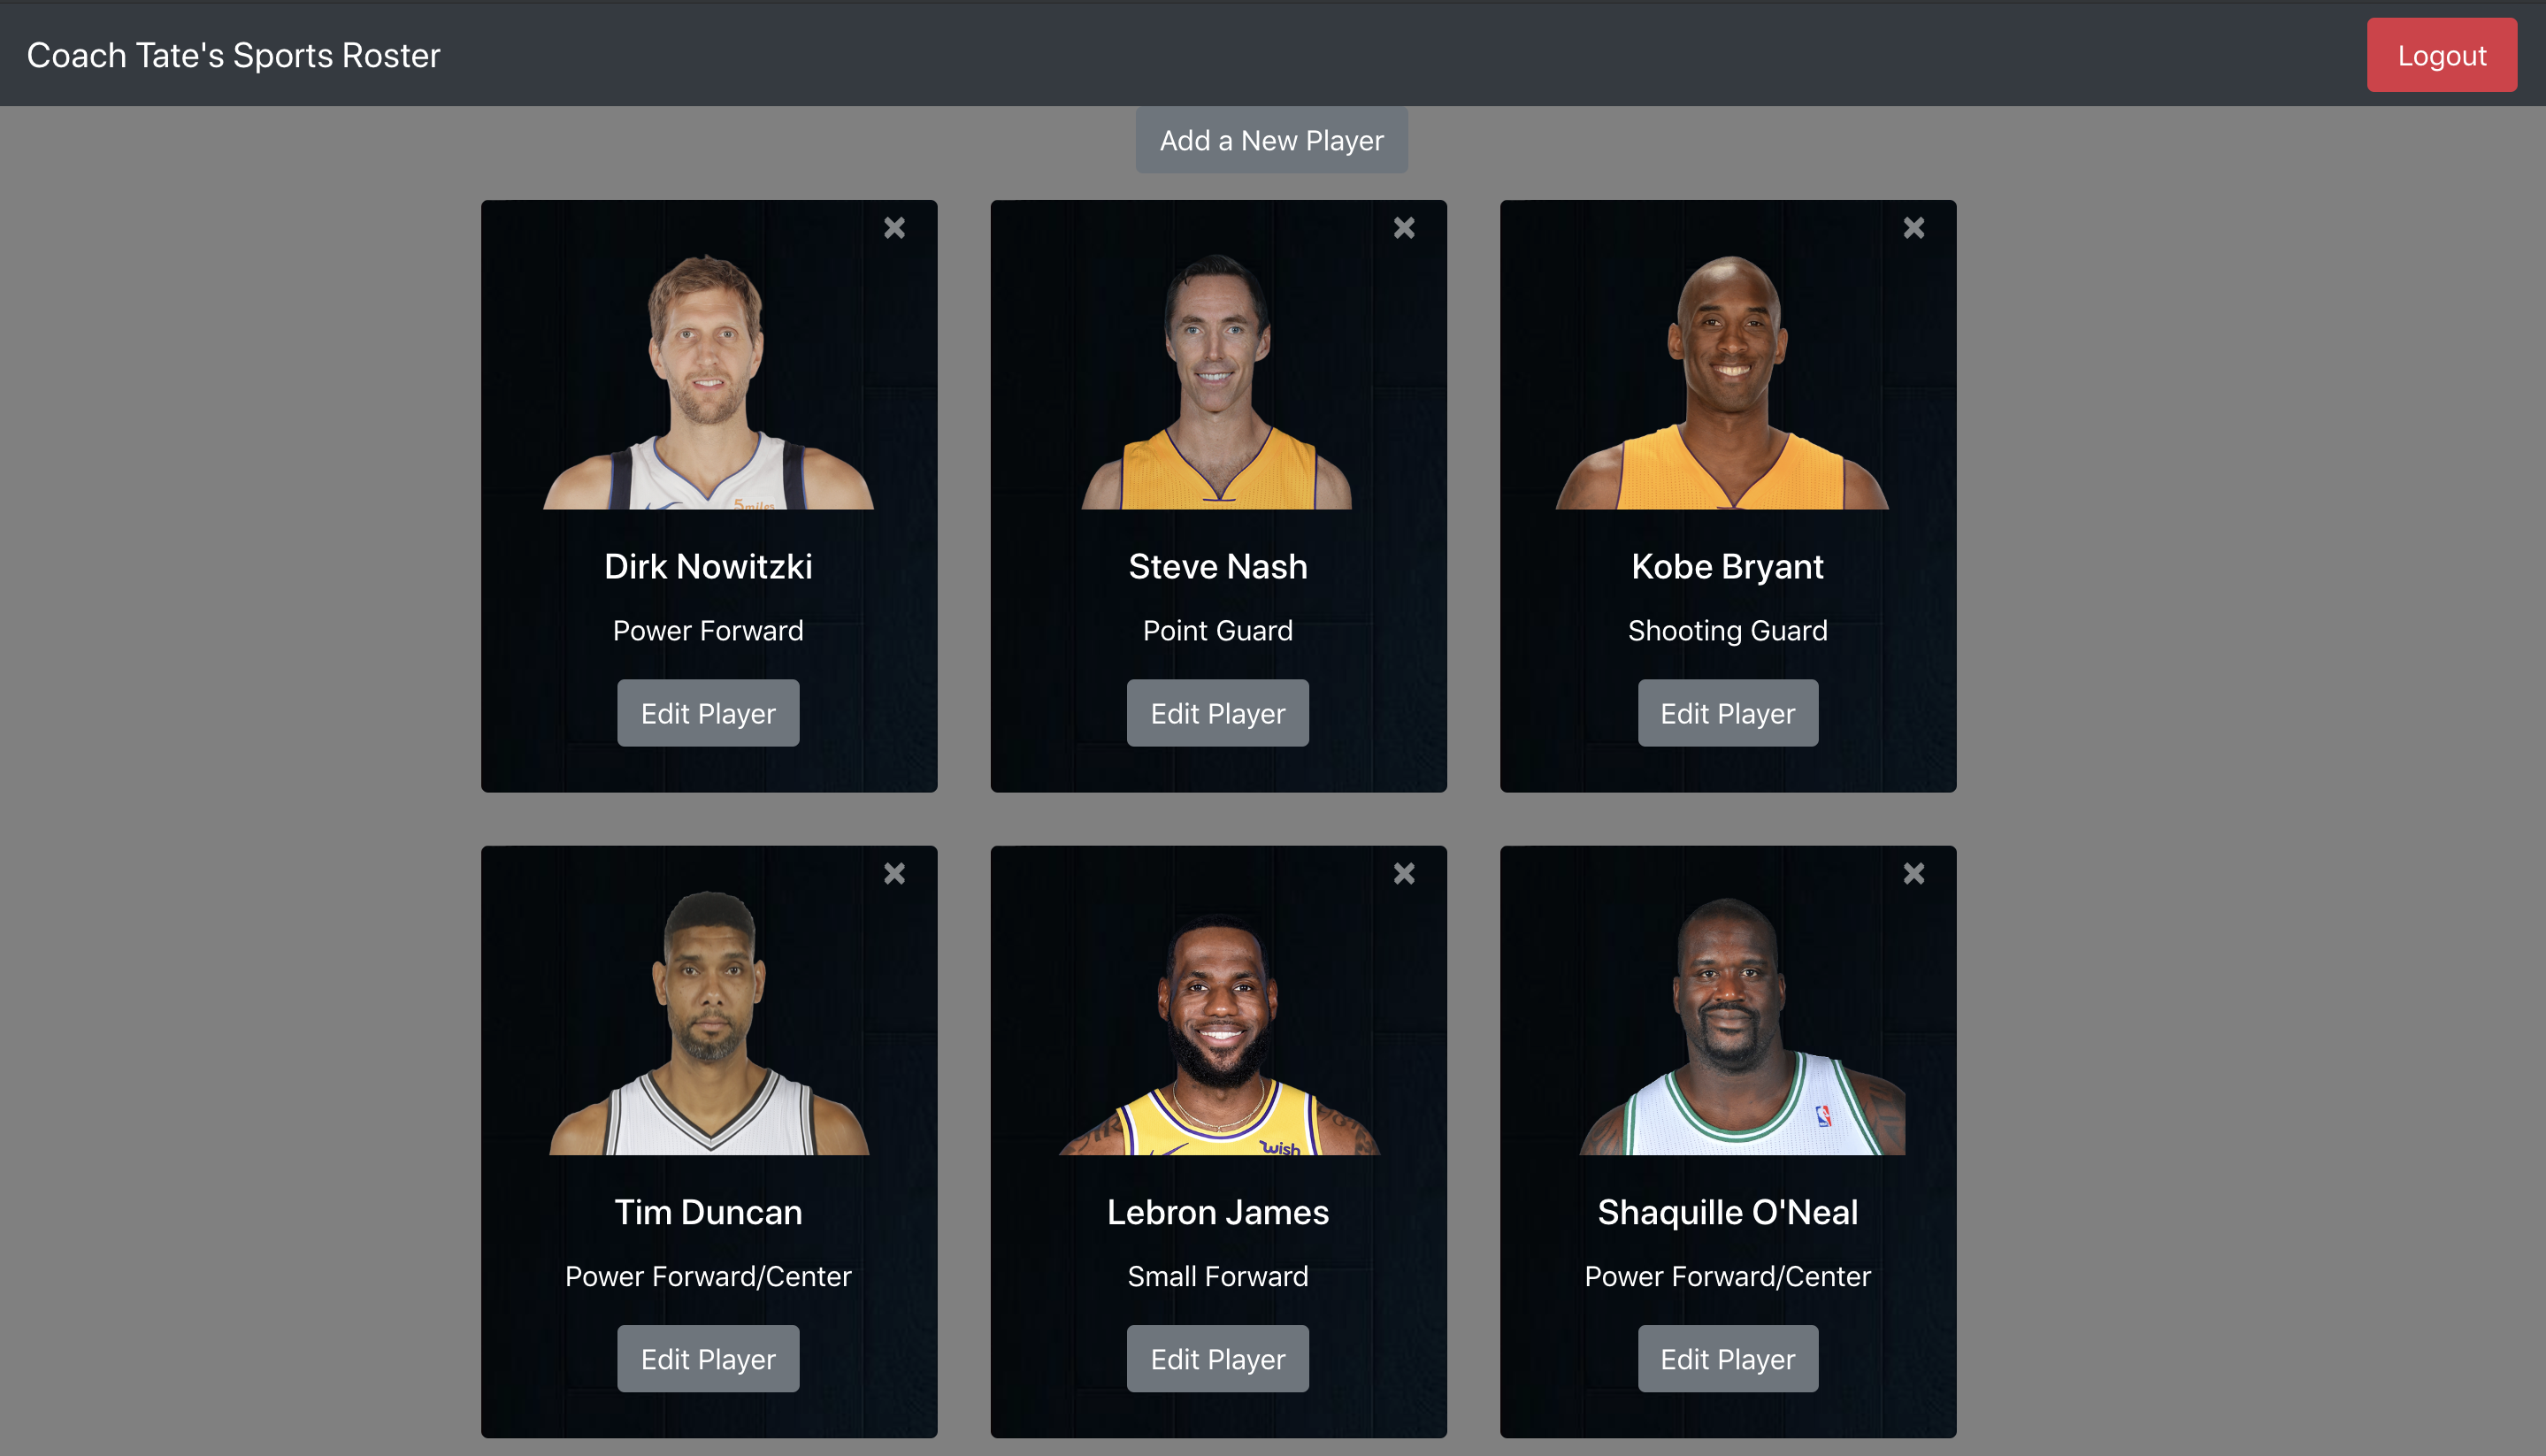 Coach Tate's Sports Roster
Logout
Add a New Player
Dirk Nowitzki
Power Forward
Edit Player
Steve Nash
Point Guard
Edit Player
Kobe Bryant
Shooting Guard
Edit Player
5miles
Tim Duncan
Power Forward/Center
Edit Player
wish
Lebron James
Small Forward
Edit Player
Shaquille O'Neal
Power Forward/Center
Edit Player